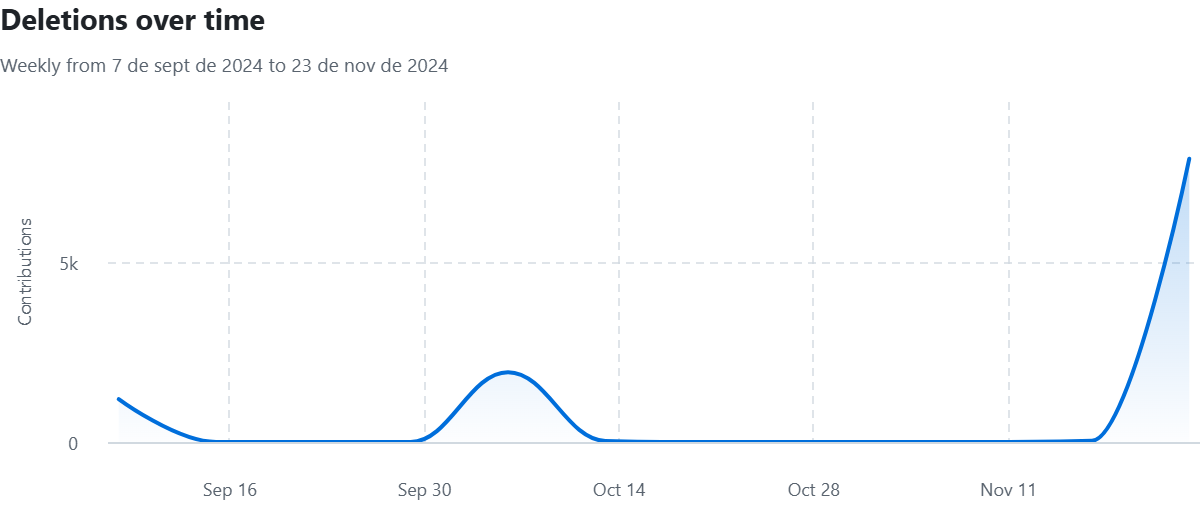 Deletions over time
Weekly from 7 de sept de 2024 to 23 de nov de 2024
Contributions
5k
0
Sep 16
Sep 30
Oct 14
Oct 28
Nov 11